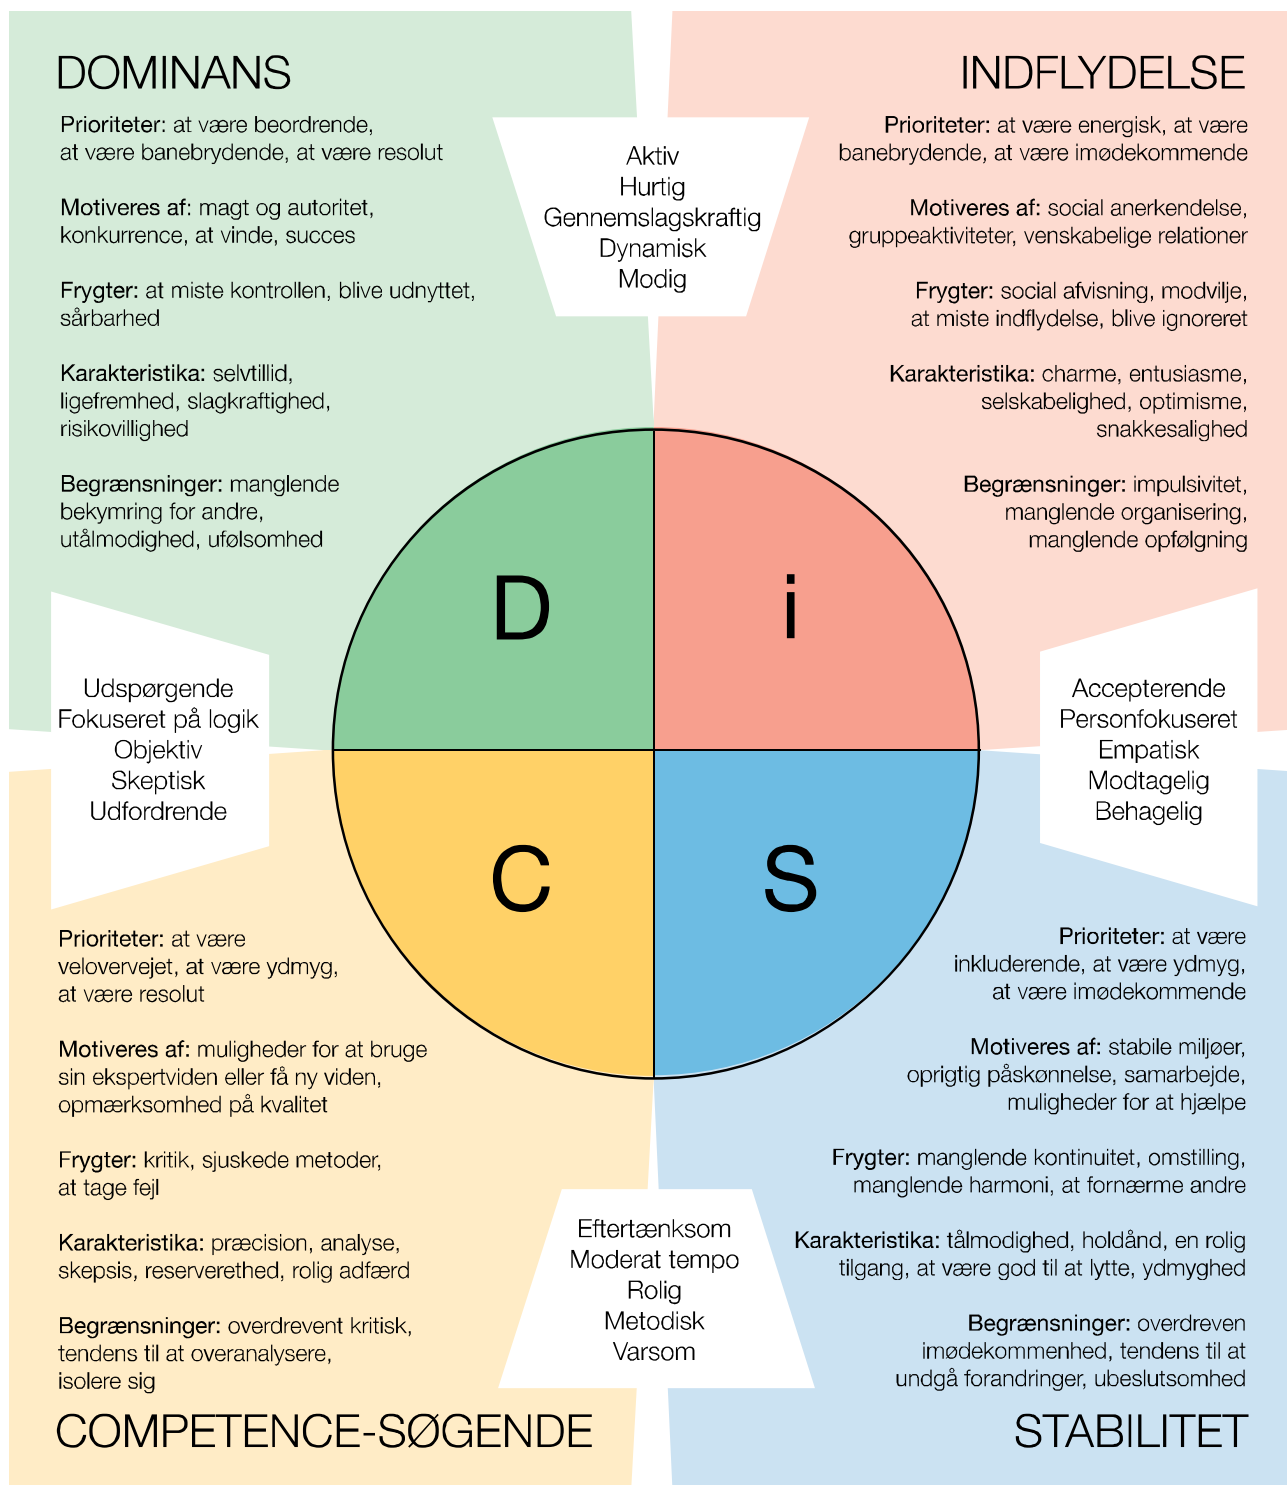 DOMINANS
Prioriteter: at være beordrende,
at være banebrydende, at være resolut
Motiveres af: magt og autoritet,
konkurrence, at vinde, succes
Frygter: at miste kontrollen, blive udnyttet,
sårbarhed
Karakteristika: selvtillid,
ligefremhed, slagkraftighed,
risikovillighed
Begrænsninger: manglende
bekymring for andre,
utålmodighed, ufølsomhed
Aktiv
Hurtig
Gennemslagskraftig
Dynamisk
Modig
INDFLYDELSE
Prioriteter: at være energisk, at være
banebrydende, at være imødekommende
Motiveres af: social anerkendelse,
gruppeaktiviteter, venskabelige relationer
Frygter: social afvisning, modvilje,
at miste indflydelse, blive ignoreret
Karakteristika: charme, entusiasme,
selskabelighed, optimisme,
snakkesalighed
Begrænsninger: impulsivitet,
manglende organisering,
manglende opfølgning
D
i
Udspørgende
Fokuseret på logik
Objektiv
Skeptisk
Udfordrende
Accepterende
Personfokuseret
Empatisk
Modtagelig
Behagelig
C
S
Prioriteter: at være
velovervejet, at være ydmyg,
at være resolut
Motiveres af: muligheder for at bruge
sin ekspertviden eller få ny viden,
opmærksomhed på kvalitet
Frygter: kritik, sjuskede metoder,
at tage fejl
Karakteristika: præcision, analyse,
skepsis, reserverethed, rolig adfærd
Begrænsninger: overdrevent kritisk,
tendens til at overanalysere,
isolere sig
COMPETENCE-SØGENDE
Eftertænksom
Moderat tempo
Rolig
Metodisk
Varsom
Prioriteter: at være
inkluderende, at være ydmyg,
at være imødekommende
Motiveres af: stabile miljøer,
oprigtig påskønnelse, samarbejde,
muligheder for at hjælpe
Frygter: manglende kontinuitet, omstilling,
manglende harmoni, at fornærme andre
Karakteristika: tålmodighed, holdånd, en rolig
tilgang, at være god til at lytte, ydmyghed
Begrænsninger: overdreven
imødekommenhed, tendens til at
undgå forandringer, ubeslutsomhed
STABILITET